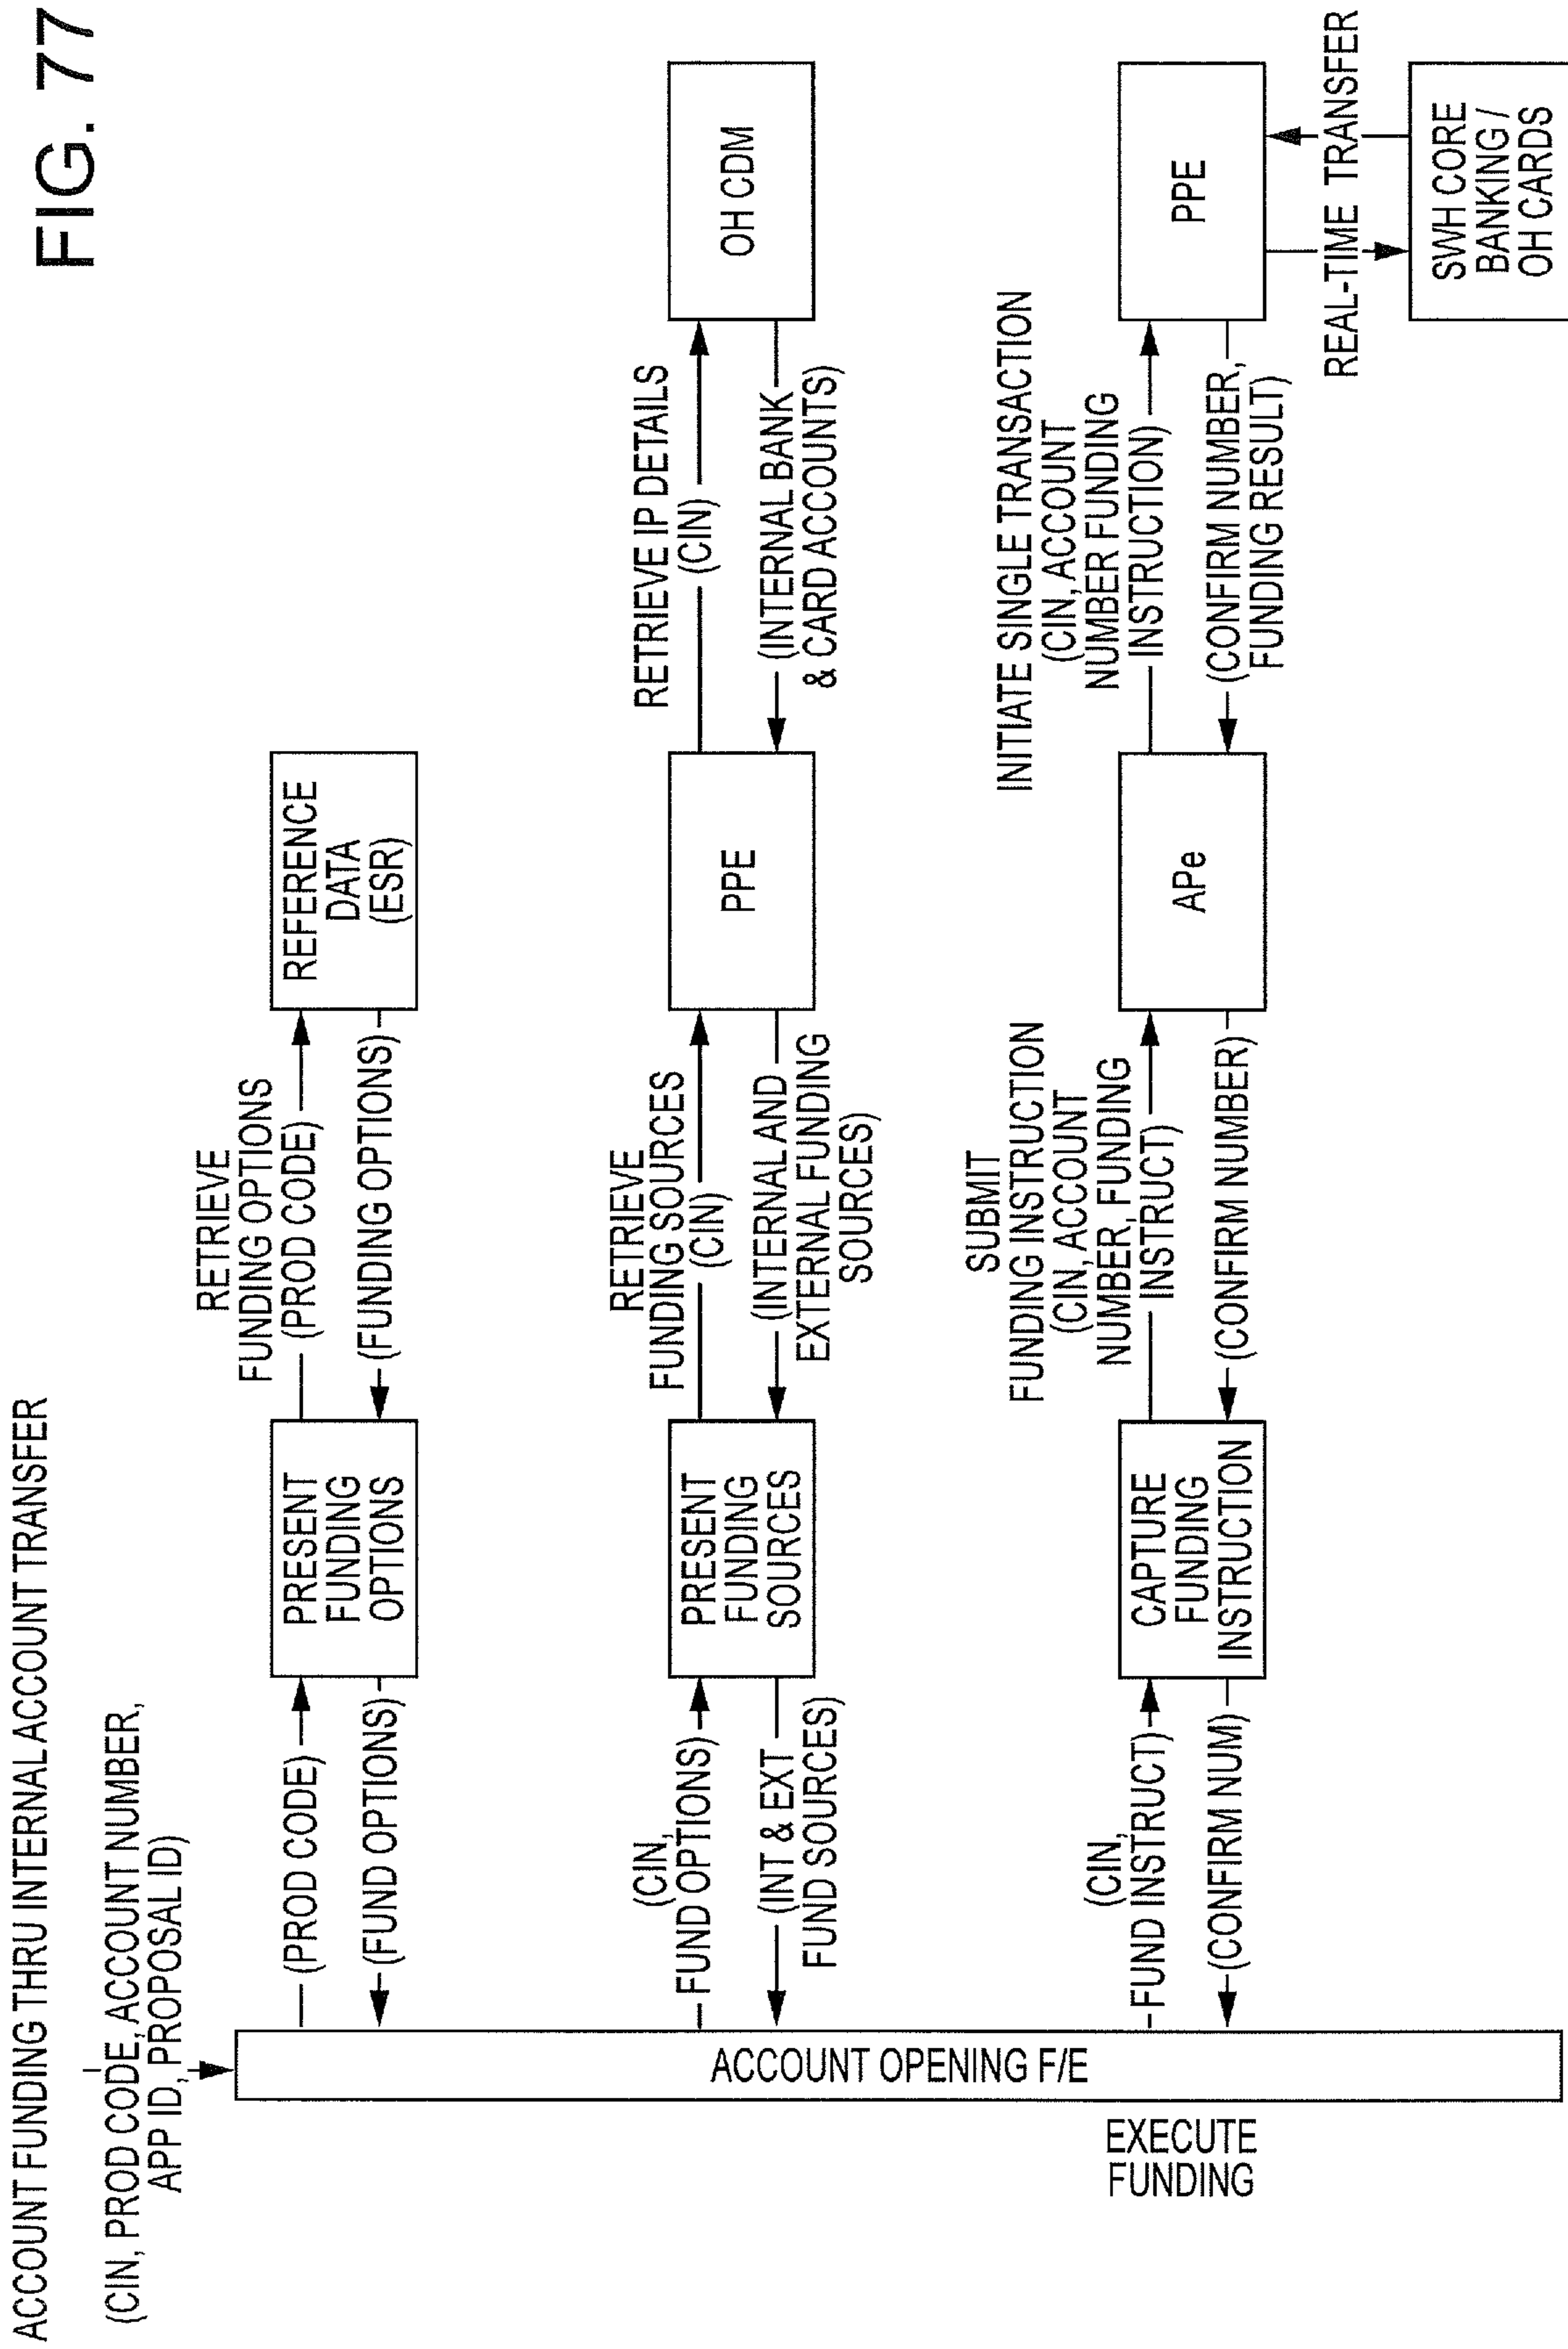 FIG. 77
ACCOUNT FUNDING THRU INTERNAL ACCOUNT TRANSFER
(CIN, PROD CODE, ACCOUNT NUMBER,
APP ID, PROPOSAL ID)
ACCOUNT OPENING F/E
EXECUTE
FUNDING
(PROD CODE)
(FUND OPTIONS)
PRESENT
FUNDING
OPTIONS
RETRIEVE
FUNDING OPTIONS
(PROD CODE)
(FUNDING OPTIONS)
REFERENCE
DATA
(ESR)
(CIN,
FUND OPTIONS)
(INT & EXT
FUND SOURCES)
PRESENT
FUNDING
SOURCES
RETRIEVE
FUNDING SOURCES
(CIN)
(INTERNAL AND
EXTERNAL FUNDING
SOURCES)
PPE
RETRIEVE IP DETAILS
(CIN)
(INTERNAL BANK
& CARD ACCOUNTS)
OH CDM
(CIN,
FUND INSTRUCT)
(CONFIRM NUM)
CAPTURE
FUNDING
INSTRUCTION
SUBMIT
FUNDING INSTRUCTION
(CIN, ACCOUNT
NUMBER, FUNDING
INSTRUCT)
(CONFIRM NUMBER)
APe
INITIATE SINGLE TRANSACTION
(CIN, ACCOUNT
NUMBER FUNDING
INSTRUCTION)
(CONFIRM NUMBER,
FUNDING RESULT)
PPE
REAL-TIME TRANSFER
SWH CORE
BANKING /
OH CARDS